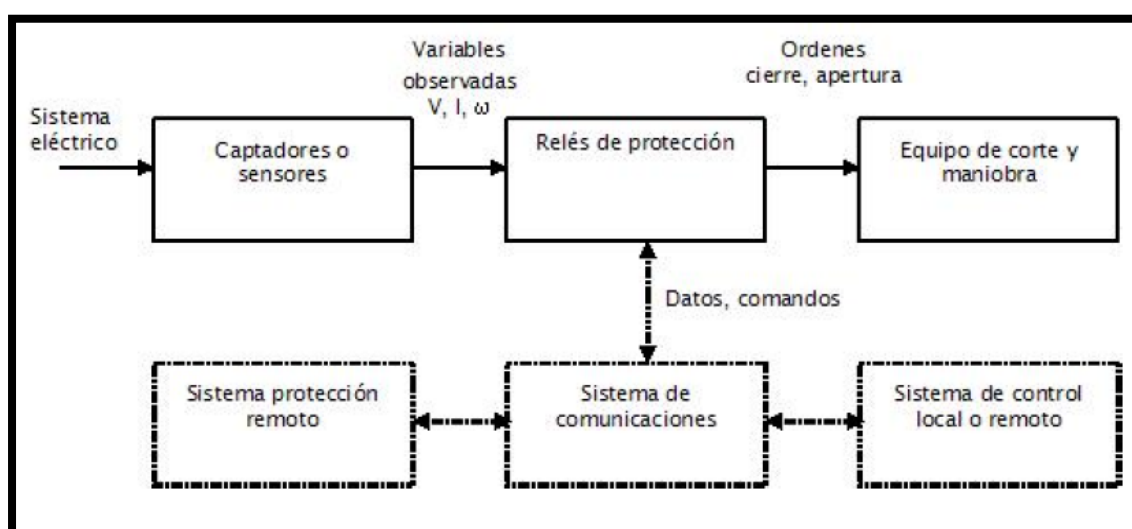 Variables
observadas
V, I, ω
Ordenes
cierre, apertura
Sistema
eléctrico
Captadores o
sensores
Relés de protección
Equipo de corte y
maniobra
Datos, comandos
Sistema protección
remoto
Sistema de
comunicaciones
Sistema de control
local o remoto